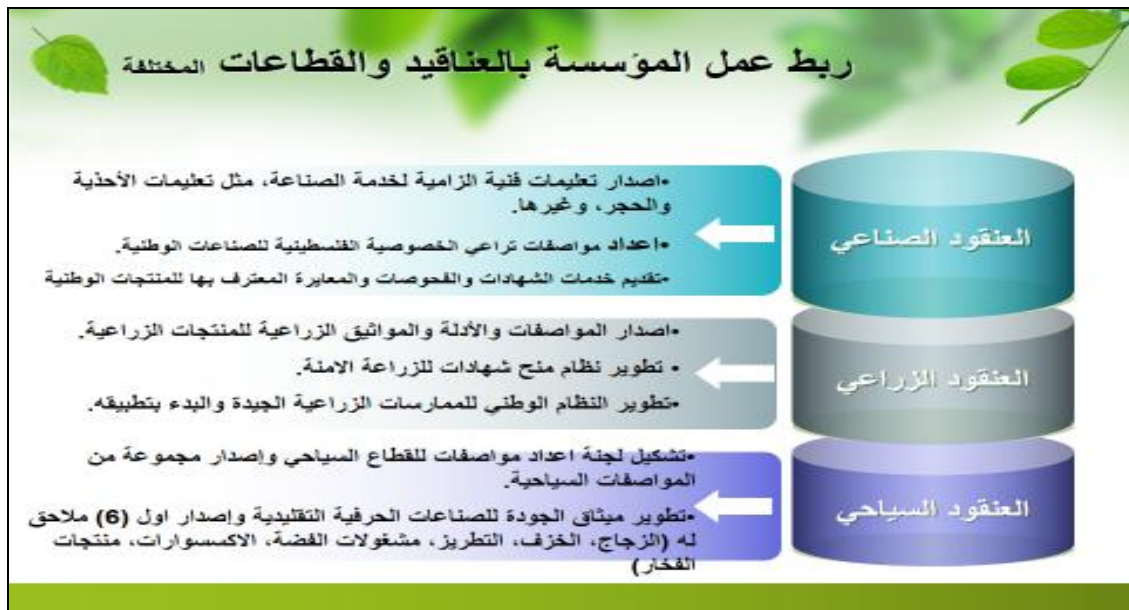 ربط عمل المؤسسة بالعناقيد والقطاعات المختلفة
العنقود الصناعي
•اصدار تعليمات فنية الزامية لخدمة الصناعة، مثل تعليمات الأحذية
والحجر، وغيرها.
•اعداد مواصفات تراعي الخصوصية الفلسطينية للصناعات الوطنية.
•تقديم خدمات الشهادات والفحوصات والمعايرة المعترف بها للمنتجات الوطنية
العنقود الزراعي
•اصدار المواصفات والأدلة والمواثيق الزراعية للمنتجات الزراعية.
• تطوير نظام منح شهادات للزراعة الامنة.
•تطوير النظام الوطني للممارسات الزراعية الجيدة والبدء بتطبيقه.
العنقود السياحي
•تشكيل لجنة اعداد مواصفات للقطاع السياحي وإصدار مجموعة من
المواصفات السياحية.
•تطوير ميثاق الجودة للصناعات الحرفية التقليدية وإصدار اول (6) ملاحق
له (الزجاج، الخزف، التطريز، مشغولات الفضة، الاكسسوارات، منتجات
الفخار)